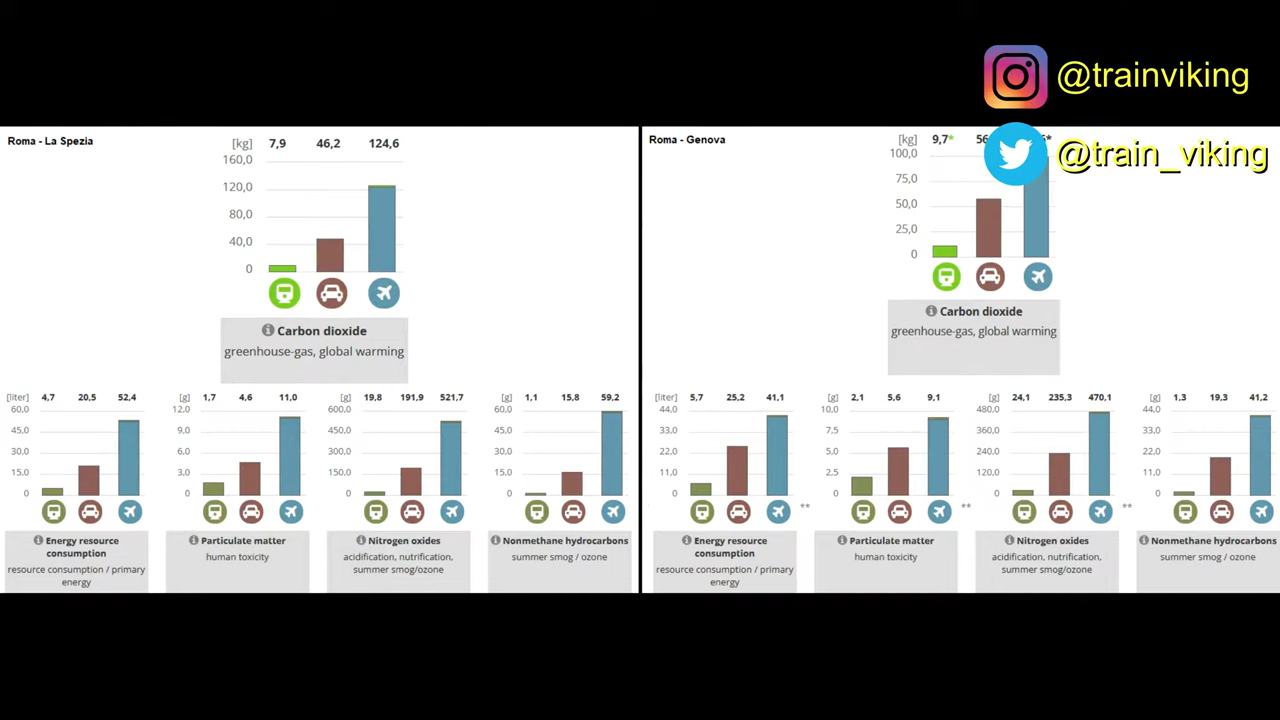 @trainviking
@train_viking
Roma - La Spezia
[kg] 7,9 46,2 124,6
160,0
120,0
80,0
40,0
0
Carbon dioxide
greenhouse-gas, global warming
[liter] 4,7 20,5 52,4
60,0
45,0
30,0
15,0
0
Energy resource
consumption
resource consumption / primary
energy
[g] 1,7 4,6 11,0
12,0
9,0
6,0
3,0
0
Particulate matter
human toxicity
[g] 19,8 191,9 521,7
600,0
450,0
300,0
150,0
0
Nitrogen oxides
acidification, nutrification,
summer smog/ozone
[g] 1,1 15,8 59,2
60,0
45,0
30,0
15,0
0
Nonmethane hydrocarbons
summer smog / ozone
Roma - Genova
[kg] 9,7*
100,0
75,0
50,0
25,0
0
Carbon dioxide
greenhouse-gas, global warming
[liter] 5,7 25,2 41,1
44,0
33,0
22,0
11,0
0
**
Energy resource
consumption
resource consumption / primary
energy
[g] 2,1 5,6 9,1
10,0
7,5
5,0
2,5
0
**
Particulate matter
human toxicity
[g] 24,1 235,3 470,1
480,0
360,0
240,0
120,0
0
**
Nitrogen oxides
acidification, nutrification,
summer smog/ozone
[g] 1,3 19,3 41,2
44,0
33,0
22,0
11,0
0
Nonmethane hydrocarbons
summer smog / ozone